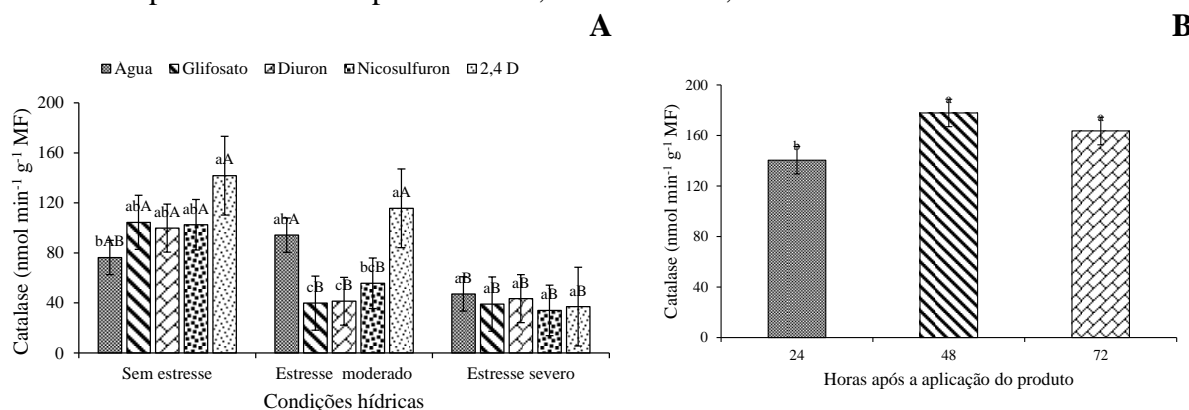 A
B
Agua Glifosato Diuron Nicosulfuron 2,4 D
Catalase (nmol min⁻¹ g⁻¹ MF)
200
160
120
80
40
0
bAB abA abA abA aA
abA cB cB bcB aA
aB aB aB aB aB
Sem estresse Estresse moderado Estresse severo
Condições hídricas
Catalase (nmol min⁻¹ g⁻¹ MF)
200
160
120
80
40
0
b a a
24 48 72
Horas após a aplicação do produto